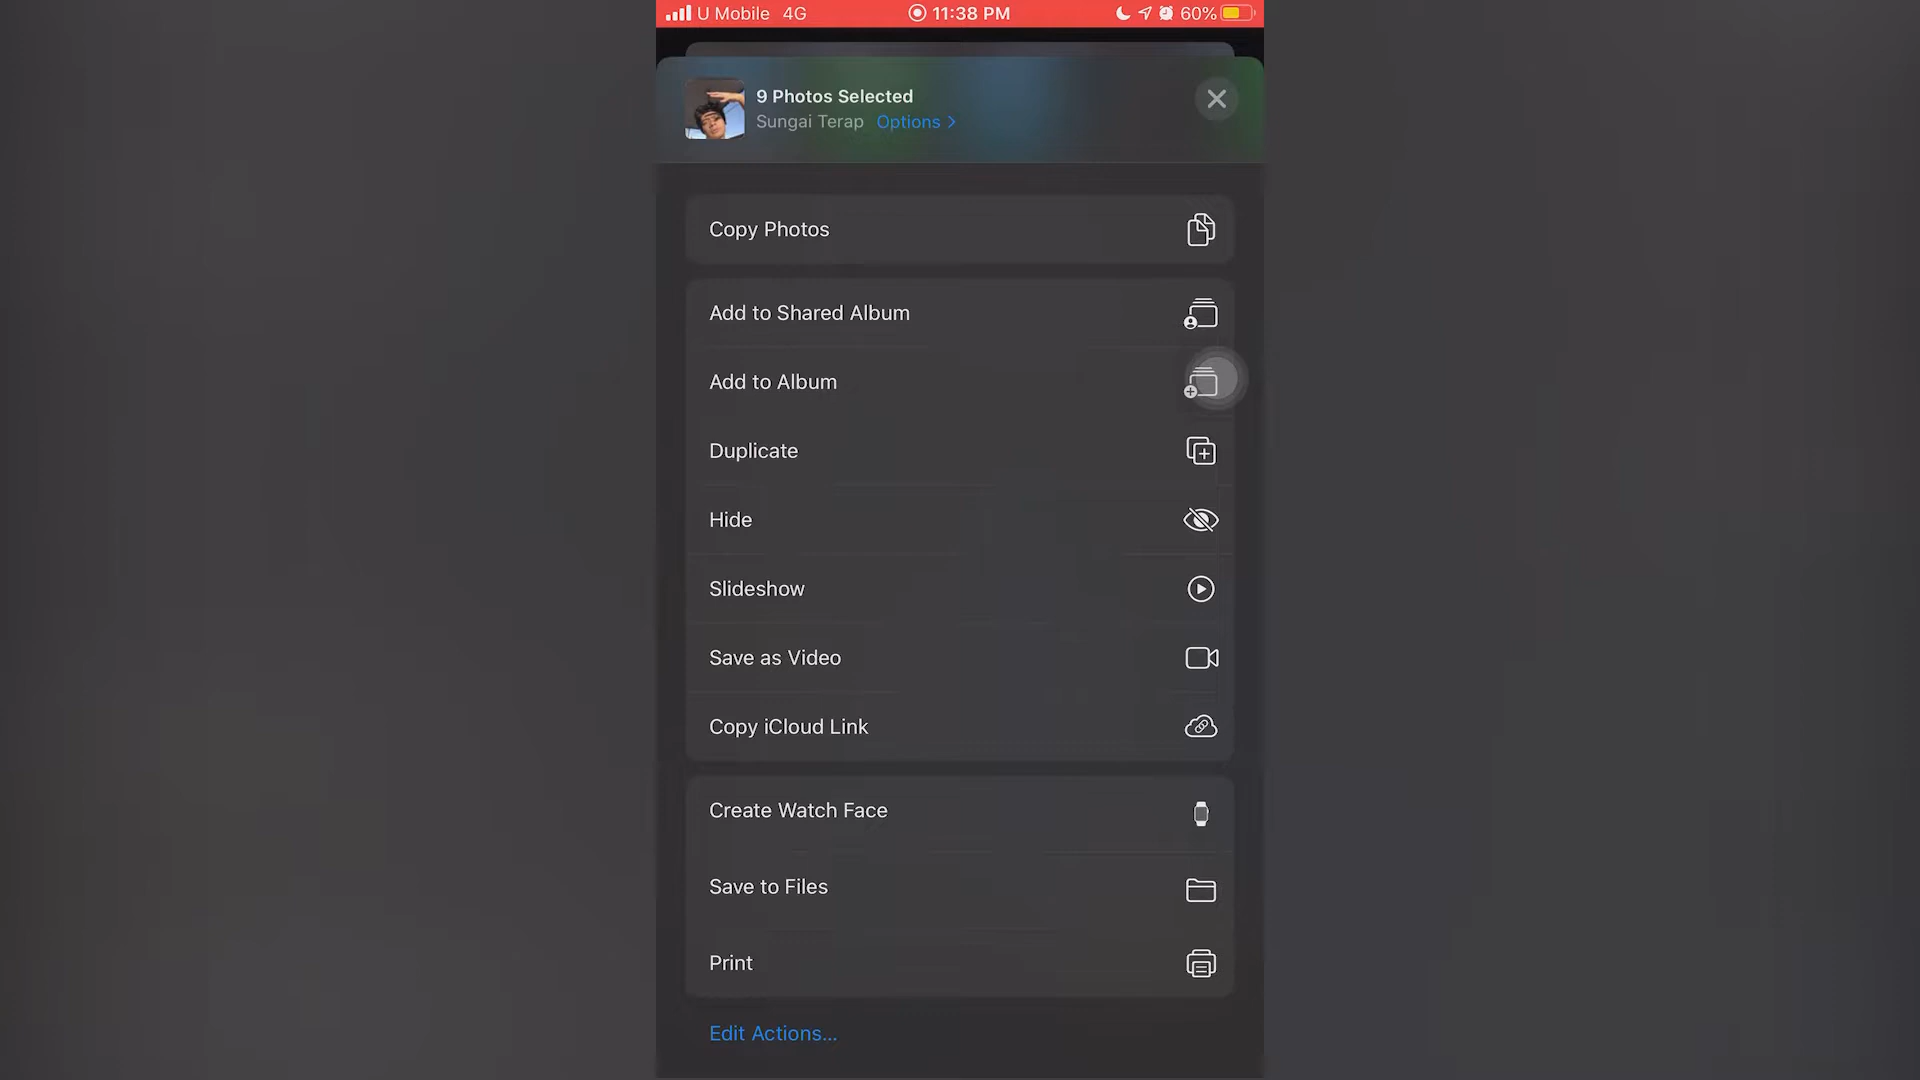 U Mobile 4G 11:38 PM 60%
9 Photos Selected
Sungai Terap Options >
Copy Photos
Add to Shared Album
Add to Album
Duplicate
Hide
Slideshow
Save as Video
Copy iCloud Link
Create Watch Face
Save to Files
Print
Edit Actions...